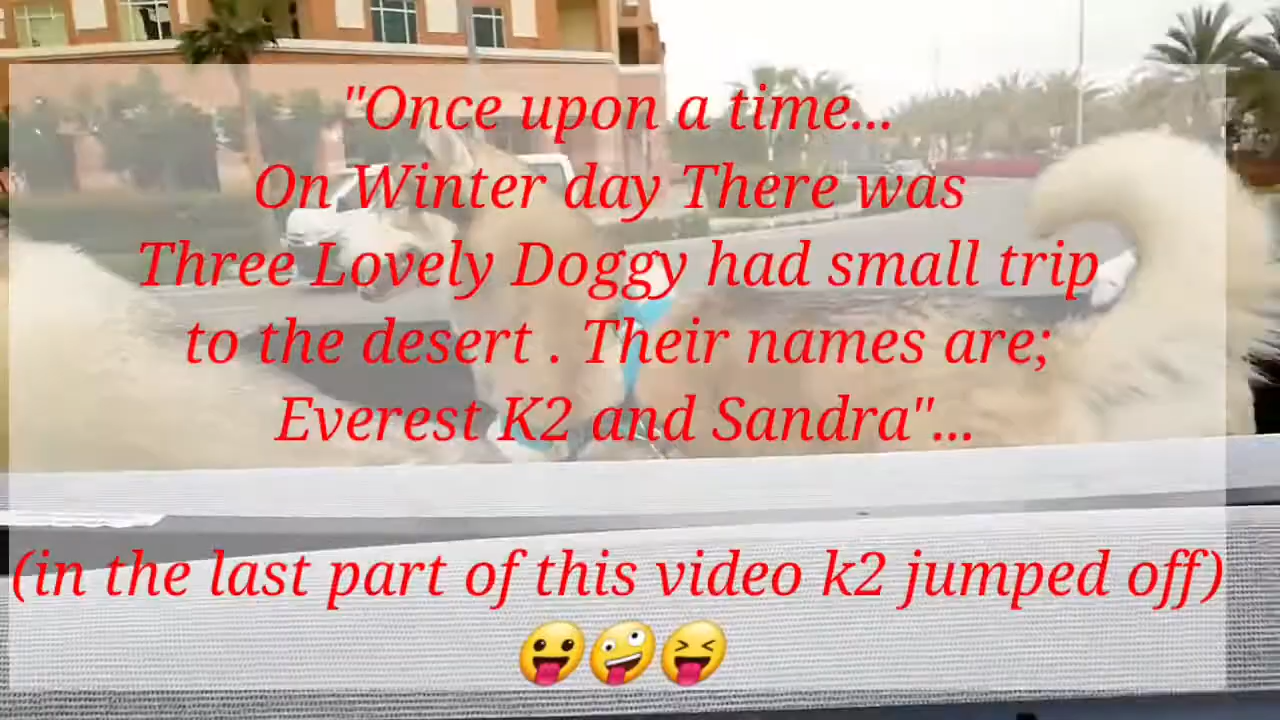 "Once upon a time...
On Winter day There was
Three Lovely Doggy had small trip
to the desert . Their names are;
Everest K2 and Sandra"...
(in the last part of this video k2 jumped off)
😛🤪😝